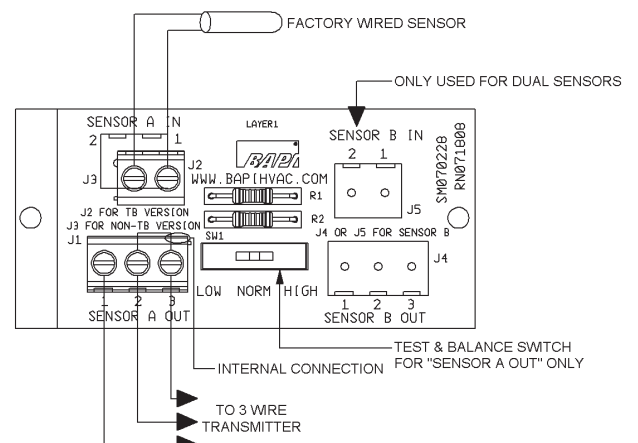 FACTORY WIRED SENSOR
ONLY USED FOR DUAL SENSORS
SENSOR A IN
2 1
LAYER1
SENSOR B IN
2 1
BAPI
J2
J3
WWW.BAPIHVAC.COM
R1
R2
J5
SM070228
RN071808
J2 FOR TB VERSION
J3 FOR NON-TB VERSION
J1
SW1
J4 OR J5 FOR SENSOR B
J4
LOW NORM HIGH
1 2 3
SENSOR A OUT
1 2 3
SENSOR B OUT
TEST & BALANCE SWITCH
FOR "SENSOR A OUT" ONLY
INTERNAL CONNECTION
TO 3 WIRE
TRANSMITTER